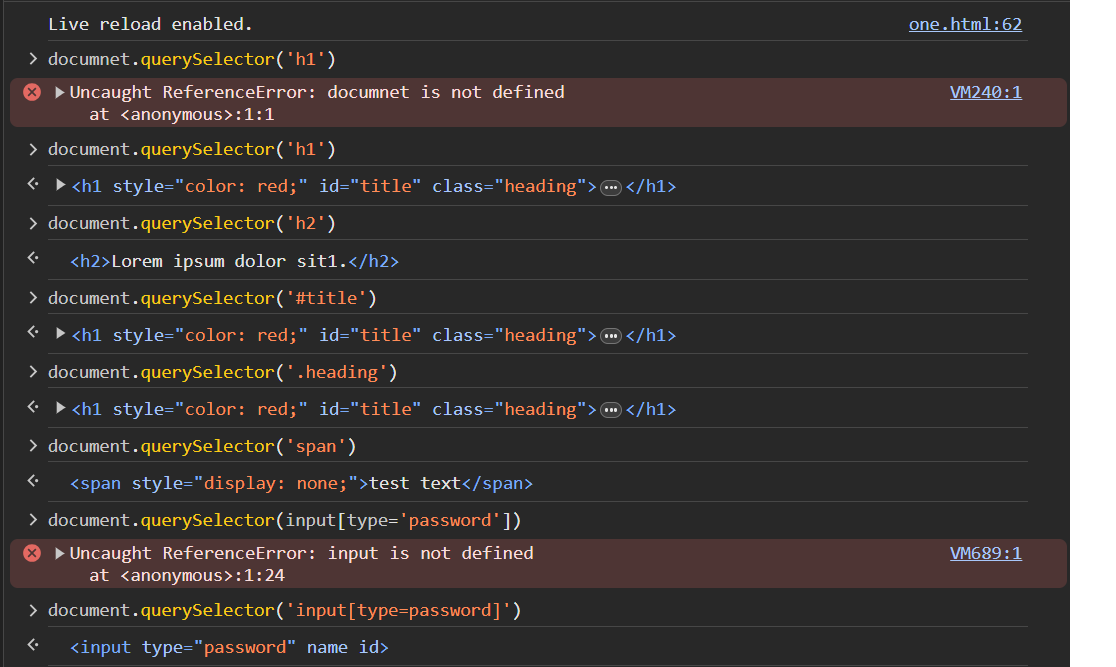 Live reload enabled. one.html:62
> documnet.querySelector('h1')
Uncaught ReferenceError: documnet is not defined VM240:1
at <anonymous>:1:1
> document.querySelector('h1')
<h1 style="color: red;" id="title" class="heading">…</h1>
> document.querySelector('h2')
<h2>Lorem ipsum dolor sit1.</h2>
> document.querySelector('#title')
<h1 style="color: red;" id="title" class="heading">…</h1>
> document.querySelector('.heading')
<h1 style="color: red;" id="title" class="heading">…</h1>
> document.querySelector('span')
<span style="display: none;">test text</span>
> document.querySelector(input[type='password'])
Uncaught ReferenceError: input is not defined VM689:1
at <anonymous>:1:24
> document.querySelector('input[type=password]')
<input type="password" name id>